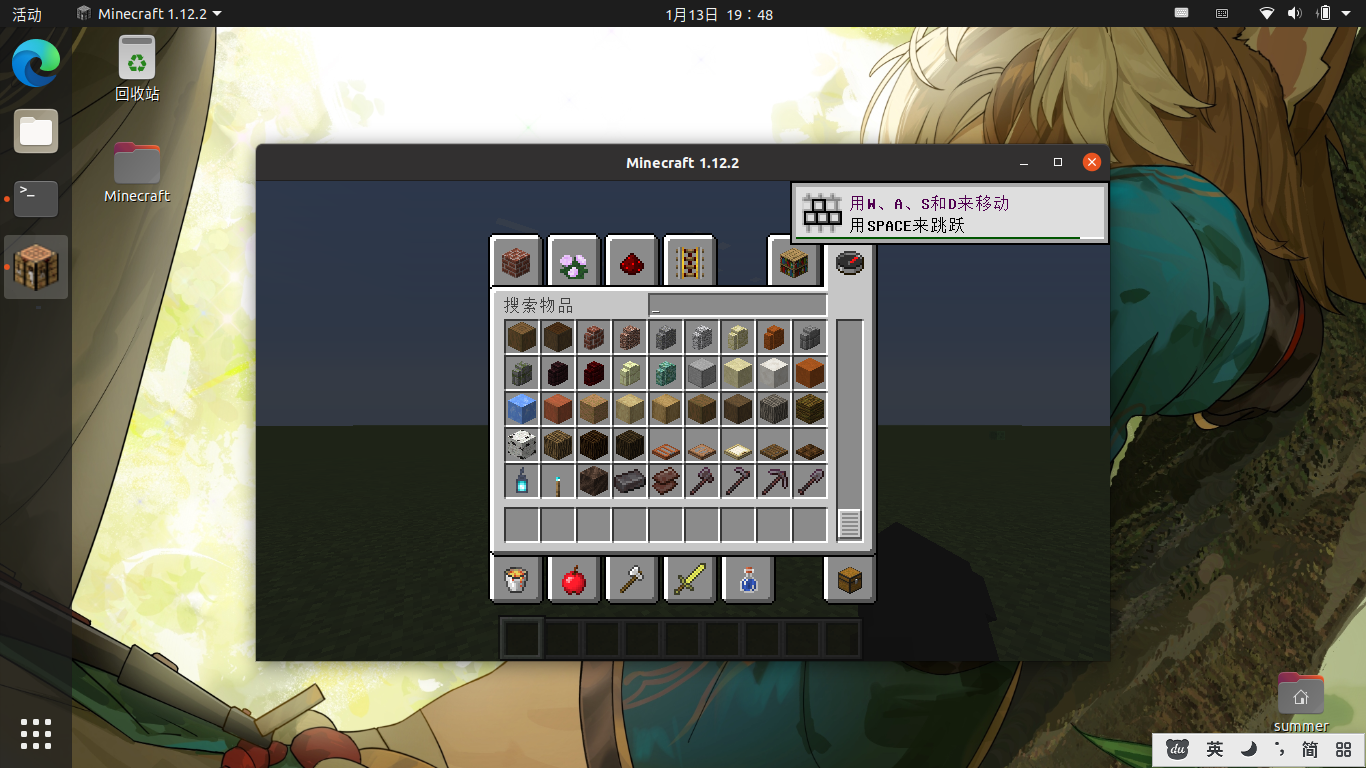 活动
Minecraft 1.12.2
1月13日 19：48
回收站
Minecraft
Minecraft 1.12.2
用W、A、S和D来移动
用SPACE来跳跃
搜索物品
summer
du 英 简